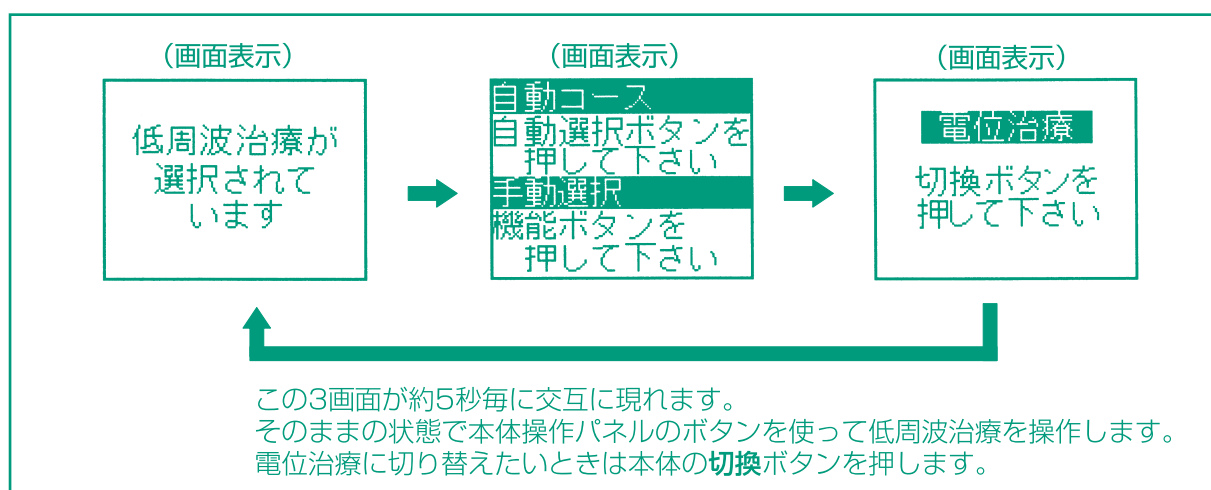 (画面表示)
低周波治療が
選択されて
います
(画面表示)
自動コース
自動選択ボタンを
押して下さい
手動選択
機能ボタンを
押して下さい
(画面表示)
電位治療
切換ボタンを
押して下さい
この3画面が約5秒毎に交互に現れます。
そのままの状態で本体操作パネルのボタンを使って低周波治療を操作します。
電位治療に切り替えたいときは本体の切換ボタンを押します。